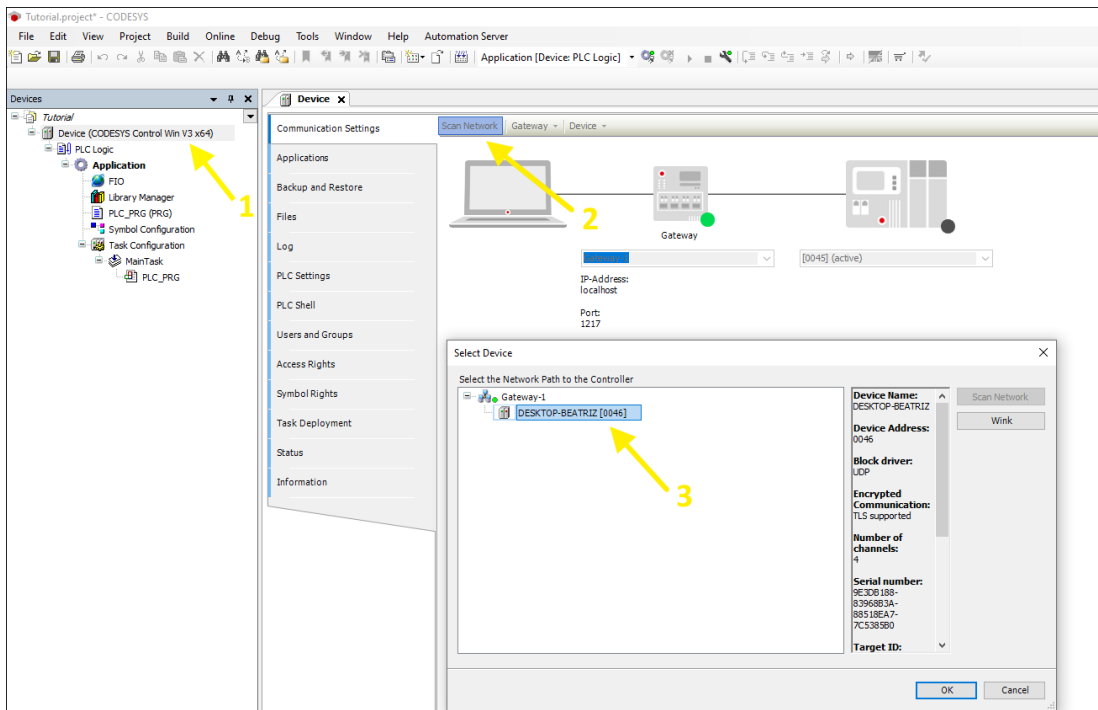 Tutorial.project* - CODESYS
File Edit View Project Build Online Debug Tools Window Help Automation Server
Application [Device: PLC Logic]
Devices
Device
Tutorial
Device (CODESYS Control Win V3 x64)
PLC Logic
Application
FIO
Library Manager
PLC_PRG (PRG)
Symbol Configuration
Task Configuration
MainTask
PLC_PRG
1
Communication Settings
Applications
Backup and Restore
Files
Log
PLC Settings
PLC Shell
Users and Groups
Access Rights
Symbol Rights
Task Deployment
Status
Information
Scan Network Gateway Device
2
Gateway
Gateway-1
[0045] (active)
IP-Address:
localhost
Port:
1217
Select Device
Select the Network Path to the Controller
Gateway-1
DESKTOP-BEATRIZ [0046]
3
Device Name:
DESKTOP-BEATRIZ
Device Address:
0046
Block driver:
UDP
Encrypted
Communication:
TLS supported
Number of
channels:
4
Serial number:
9E3DB188-
83968B3A-
88518EA7-
7C5385B0
Target ID:
Scan Network
Wink
OK
Cancel